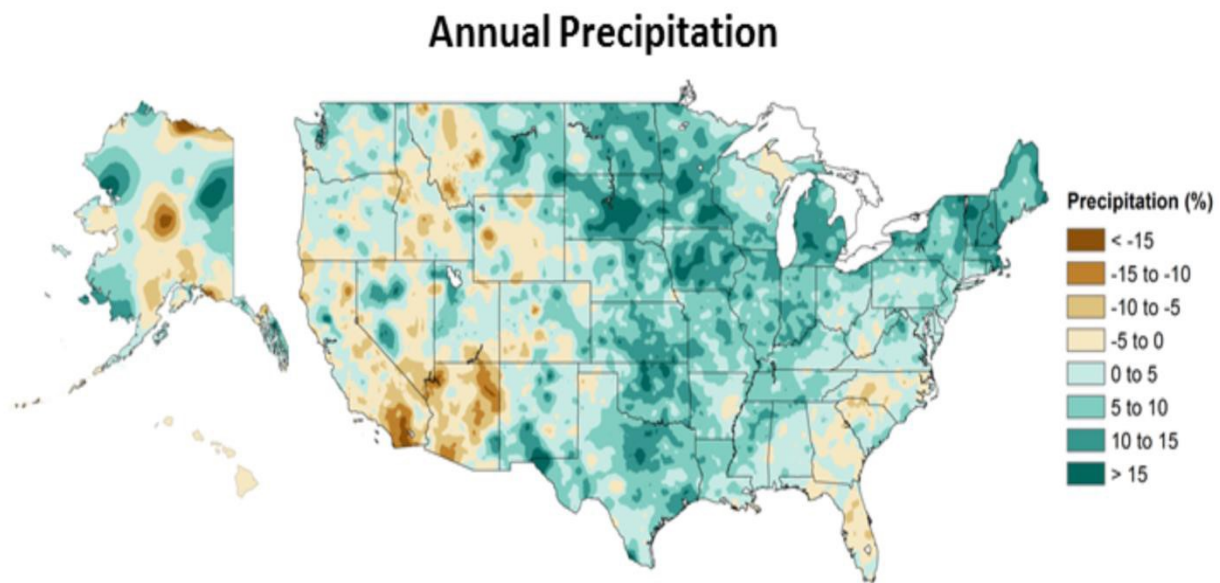 Annual Precipitation
Precipitation (%)
< -15
-15 to -10
-10 to -5
-5 to 0
0 to 5
5 to 10
10 to 15
> 15